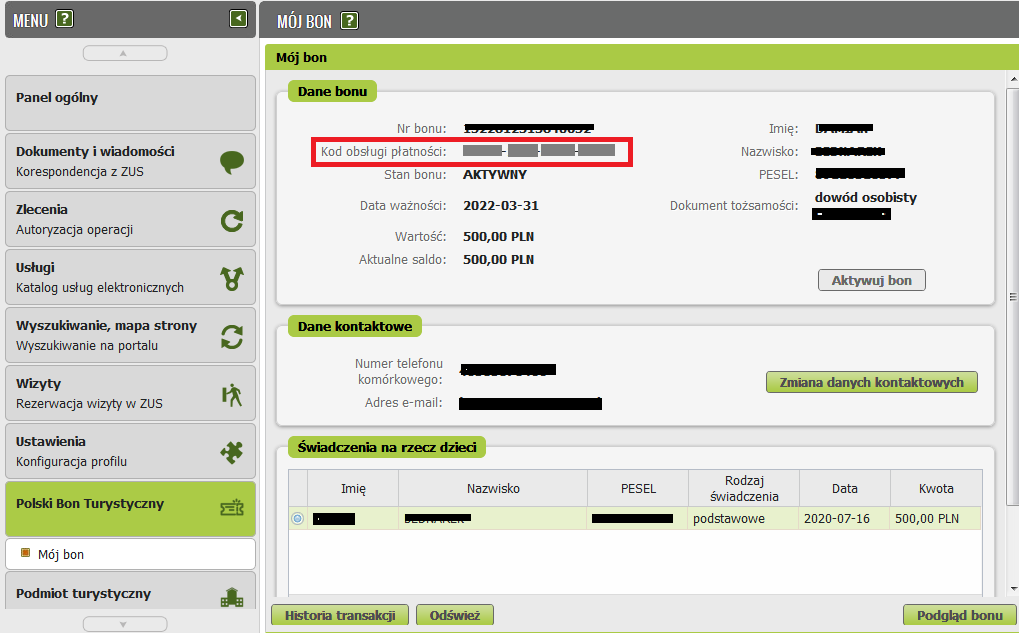 MENU ?
MÓJ BON ?
Mój bon
Panel ogólny
Dokumenty i wiadomości
Korespondencja z ZUS
Zlecenia
Autoryzacja operacji
Usługi
Katalog usług elektronicznych
Wyszukiwanie, mapa strony
Wyszukiwanie na portalu
Wizyty
Rezerwacja wizyty w ZUS
Ustawienia
Konfiguracja profilu
Polski Bon Turystyczny
Mój bon
Podmiot turystyczny
Dane bonu
Nr bonu:
Kod obsługi płatności: - - -
Stan bonu: AKTYWNY
Data ważności: 2022-03-31
Wartość: 500,00 PLN
Aktualne saldo: 500,00 PLN
Imię:
Nazwisko:
PESEL:
Dokument tożsamości: dowód osobisty
Aktywuj bon
Dane kontaktowe
Numer telefonu
komórkowego:
Adres e-mail:
Zmiana danych kontaktowych
Świadczenia na rzecz dzieci
Imię Nazwisko PESEL Rodzaj świadczenia Data Kwota
podstawowe 2020-07-16 500,00 PLN
Historia transakcji Odśwież Podgląd bonu